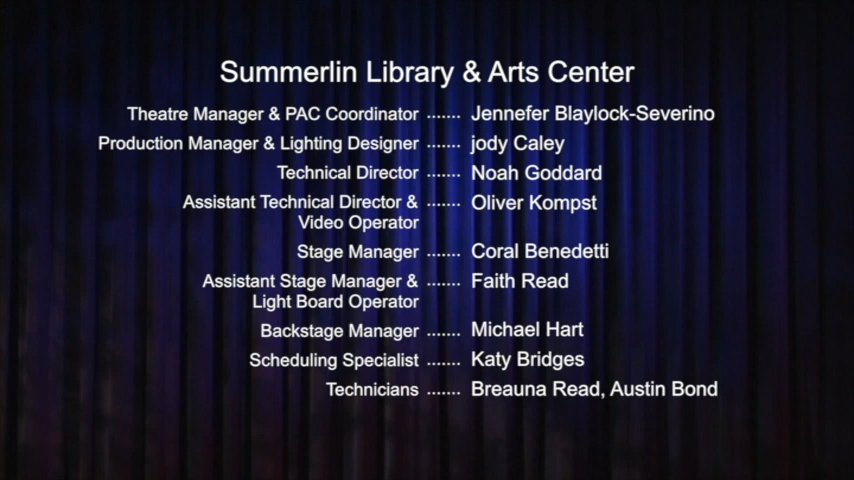 Summerlin Library & Arts Center
Theatre Manager & PAC Coordinator ....... Jennefer Blaylock-Severino
Production Manager & Lighting Designer ....... jody Caley
Technical Director ....... Noah Goddard
Assistant Technical Director & ....... Oliver Kompst
Video Operator
Stage Manager ....... Coral Benedetti
Assistant Stage Manager & ....... Faith Read
Light Board Operator
Backstage Manager ....... Michael Hart
Scheduling Specialist ....... Katy Bridges
Technicians ....... Breauna Read, Austin Bond